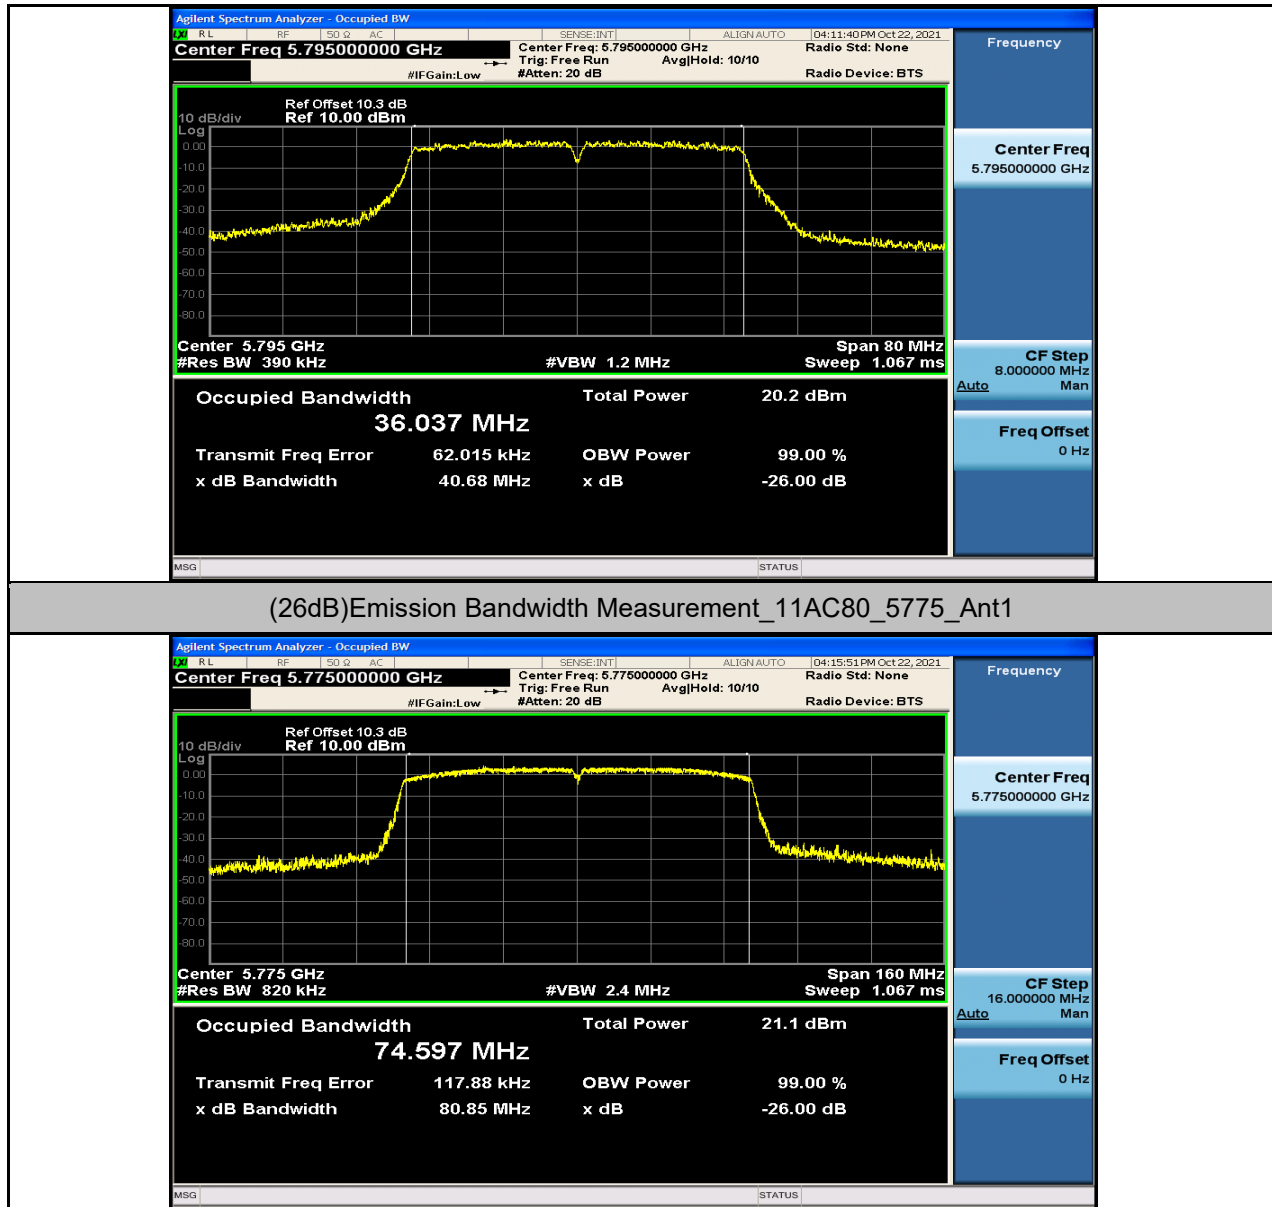 Agilent Spectrum Analyzer - Occupied BW
LXI RL RF 50 Ω AC SENSE:INT ALIGN AUTO 04:11:40 PM Oct 22, 2021
Center Freq 5.795000000 GHz
Center Freq: 5.795000000 GHz Radio Std: None
Trig: Free Run Avg|Hold: 10/10
#IFGain:Low #Atten: 20 dB Radio Device: BTS
Frequency
Ref Offset 10.3 dB
10 dB/div Ref 10.00 dBm
Log
0.00
-10.0
-20.0
-30.0
-40.0
-50.0
-60.0
-70.0
-80.0
Center Freq
5.795000000 GHz
Center 5.795 GHz Span 80 MHz
#Res BW 390 kHz #VBW 1.2 MHz Sweep 1.067 ms
CF Step
8.000000 MHz
Auto Man
Occupied Bandwidth Total Power 20.2 dBm
36.037 MHz
Transmit Freq Error 62.015 kHz OBW Power 99.00 %
x dB Bandwidth 40.68 MHz x dB -26.00 dB
Freq Offset
0 Hz
MSG STATUS
(26dB)Emission Bandwidth Measurement_11AC80_5775_Ant1
Agilent Spectrum Analyzer - Occupied BW
LXI RL RF 50 Ω AC SENSE:INT ALIGN AUTO 04:15:51 PM Oct 22, 2021
Center Freq 5.775000000 GHz
Center Freq: 5.775000000 GHz Radio Std: None
Trig: Free Run Avg|Hold: 10/10
#IFGain:Low #Atten: 20 dB Radio Device: BTS
Frequency
Ref Offset 10.3 dB
10 dB/div Ref 10.00 dBm
Log
0.00
-10.0
-20.0
-30.0
-40.0
-50.0
-60.0
-70.0
-80.0
Center Freq
5.775000000 GHz
Center 5.775 GHz Span 160 MHz
#Res BW 820 kHz #VBW 2.4 MHz Sweep 1.067 ms
CF Step
16.000000 MHz
Auto Man
Occupied Bandwidth Total Power 21.1 dBm
74.597 MHz
Transmit Freq Error 117.88 kHz OBW Power 99.00 %
x dB Bandwidth 80.85 MHz x dB -26.00 dB
Freq Offset
0 Hz
MSG STATUS